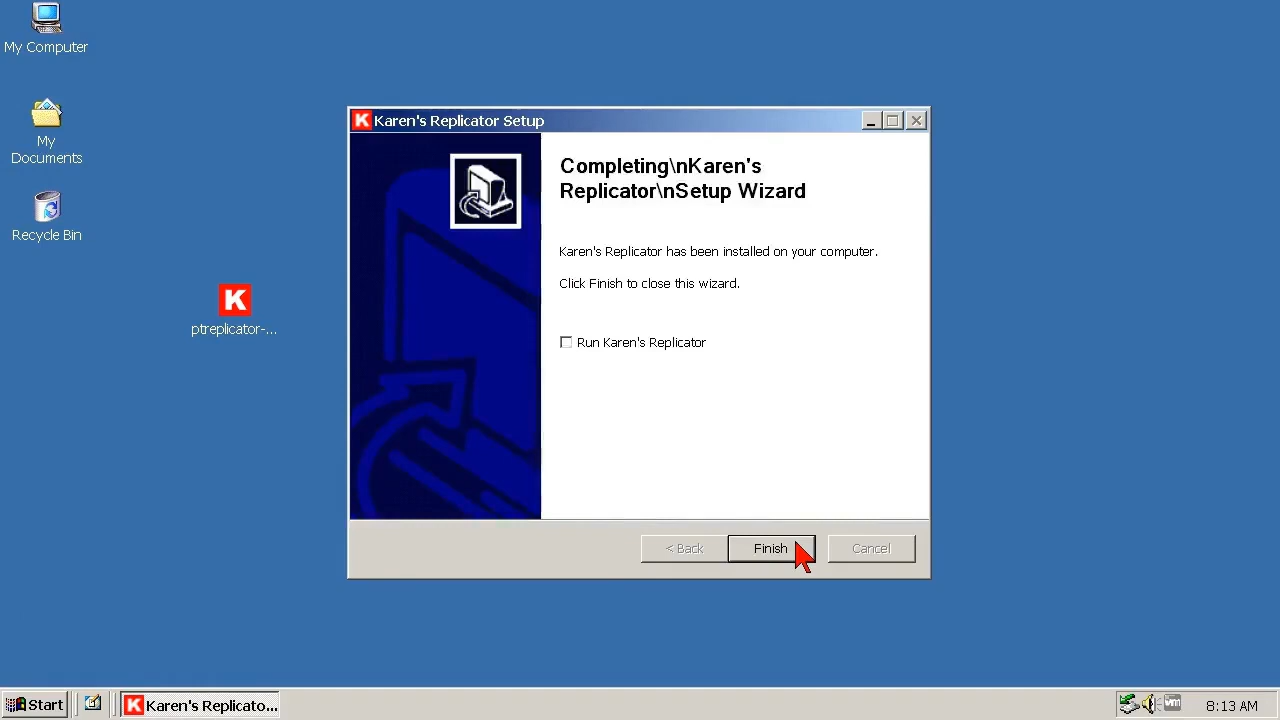 My Computer
My
Documents
Recycle Bin
K
ptreplicator-...
K Karen's Replicator Setup
Completing\nKaren's
Replicator\nSetup Wizard
Karen's Replicator has been installed on your computer.
Click Finish to close this wizard.
Run Karen's Replicator
< Back
Finish
Cancel
Start
K Karen's Replicato...
8:13 AM